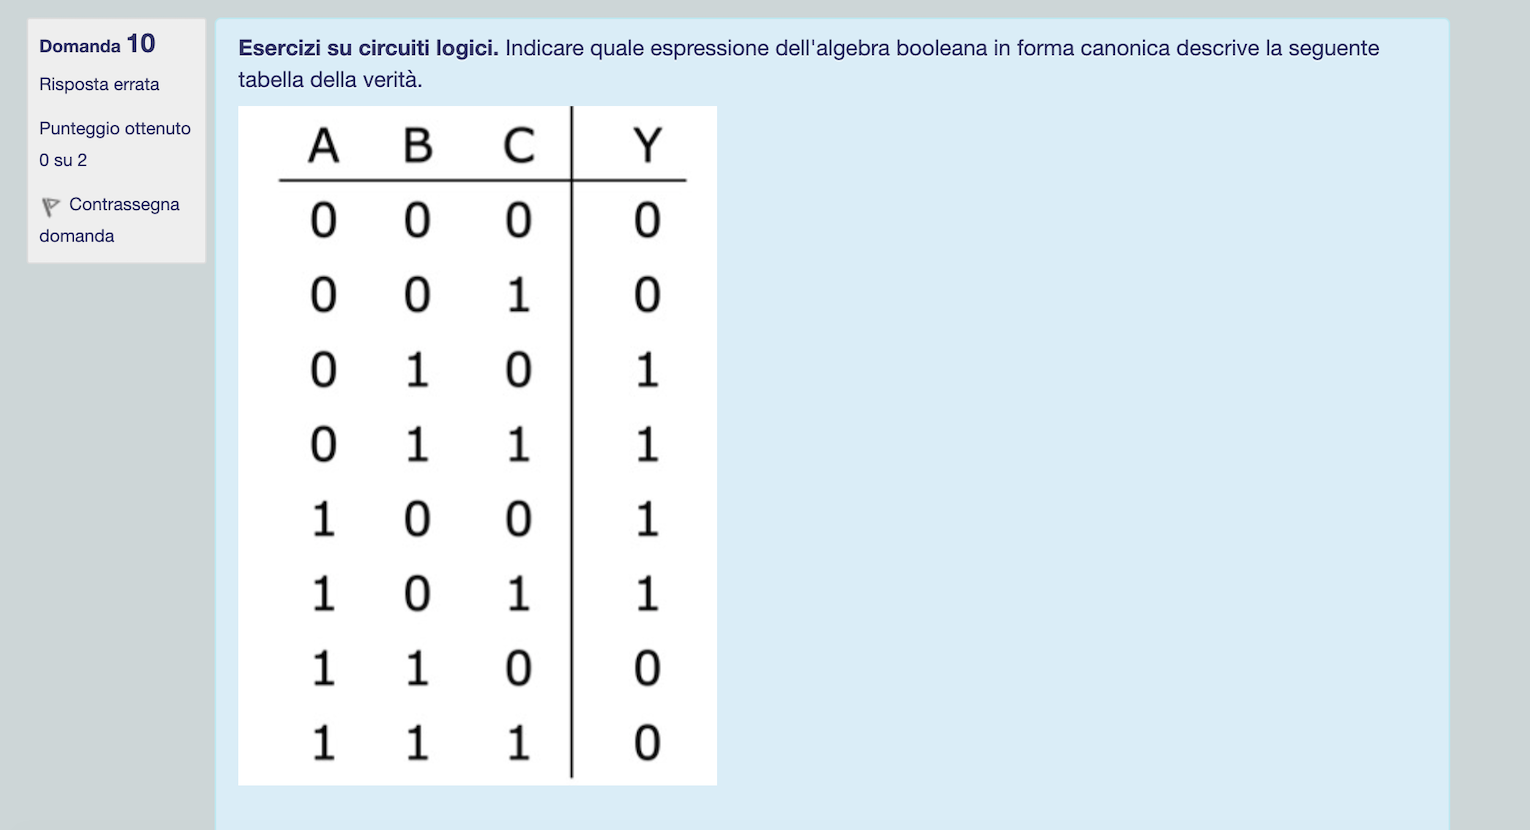 Domanda 10
Risposta errata
Punteggio ottenuto
0 su 2
Contrassegna
domanda
Esercizi su circuiti logici. Indicare quale espressione dell'algebra booleana in forma canonica descrive la seguente
tabella della verità.
A B C Y
0 0 0 0
0 0 1 0
0 1 0 1
0 1 1 1
1 0 0 1
1 0 1 1
1 1 0 0
1 1 1 0